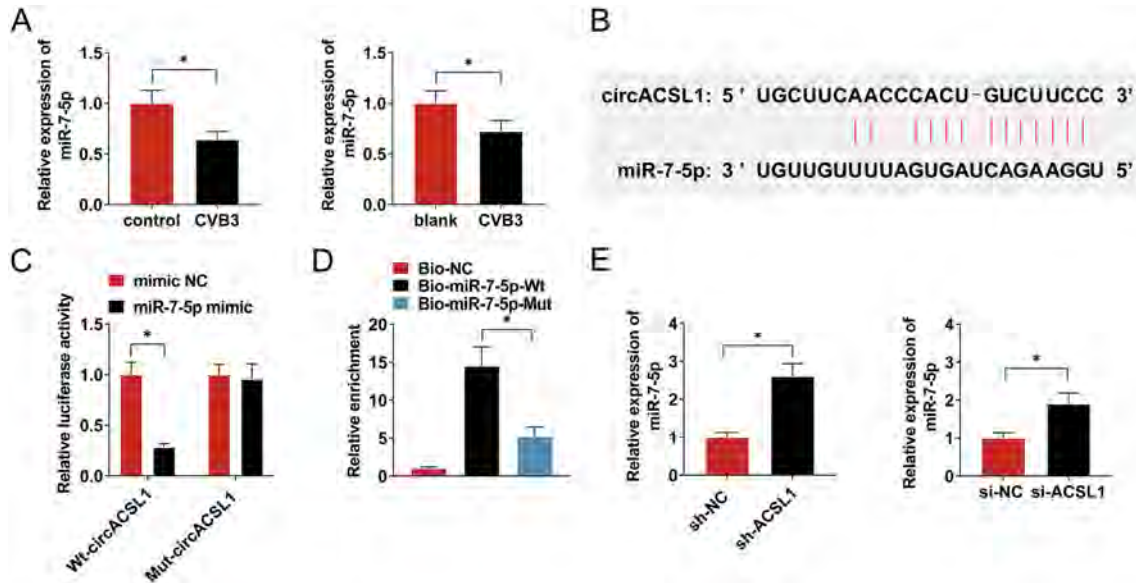 A
Relative expression of
miR-7-5p
1.5
1.0
0.5
0.0
*
control CVB3
Relative expression of
miR-7-5p
1.5
1.0
0.5
0.0
*
blank CVB3
B
circACSL1: 5 ' UGCUUCAACCCACU-GUCUUCCC 3'
miR-7-5p: 3 ' UGUUGUUUUAGUGAUCAGAAGGU 5'
C
mimic NC
miR-7-5p mimic
Relative luciferase activity
1.5
1.0
0.5
0.0
*
Wt-circACSL1
Mut-circACSL1
D
Bio-NC
Bio-miR-7-5p-Wt
Bio-miR-7-5p-Mut
Relative enrichment
20
15
10
5
0
*
E
Relative expression of
miR-7-5p
4
3
2
1
0
*
sh-NC
sh-ACSL1
Relative expression of
miR-7-5p
4
3
2
1
0
*
si-NC si-ACSL1